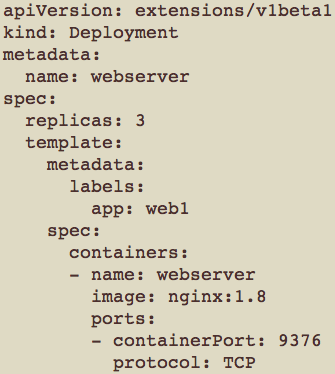 apiVersion: extensions/v1beta1
kind: Deployment
metadata:
  name: webserver
spec:
  replicas: 3
  template:
    metadata:
      labels:
        app: web1
    spec:
      containers:
      - name: webserver
        image: nginx:1.8
        ports:
        - containerPort: 9376
          protocol: TCP